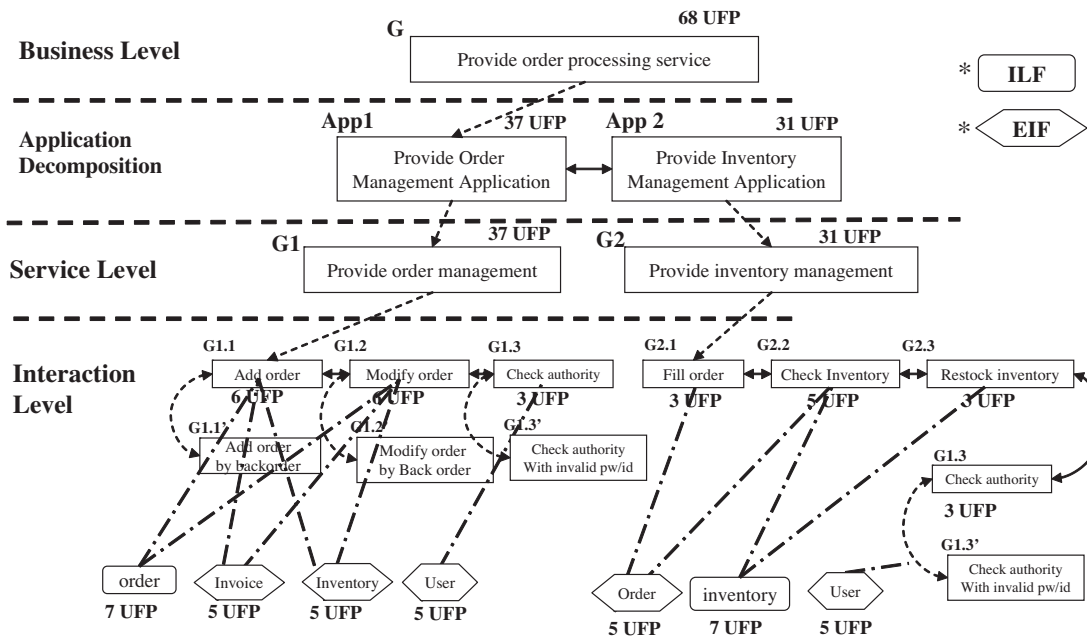 68 UFP
G
Business Level
Provide order processing service
* ILF
* EIF
App1
37 UFP
App 2
31 UFP
Application
Decomposition
Provide Order
Management Application
Provide Inventory
Management Application
37 UFP
G1
G2
31 UFP
Service Level
Provide order management
Provide inventory management
G1.1
G1.2
G1.3
G2.1
G2.2
G2.3
Interaction
Level
Add order
Modify order
Check authority
Fill order
Check Inventory
Restock inventory
6 UFP
6 UFP
3 UFP
3 UFP
5 UFP
3 UFP
G1.1'
G1.2'
G1.3'
Add order
by backorder
Modify order
by Back order
Check authority
With invalid pw/id
G1.3
Check authority
3 UFP
G1.3'
Check authority
With invalid pw/id
order
Invoice
Inventory
User
Order
inventory
User
7 UFP
5 UFP
5 UFP
5 UFP
5 UFP
7 UFP
5 UFP